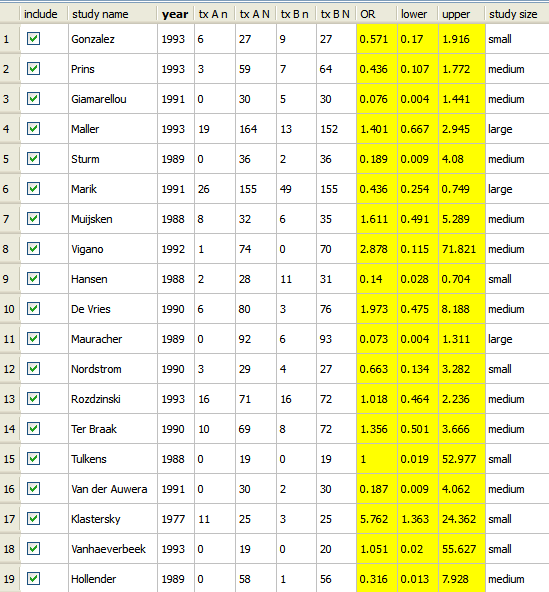 include study name year tx A n tx A N tx B n tx B N OR lower upper study size
1 Gonzalez 1993 6 27 9 27 0.571 0.17 1.916 small
2 Prins 1993 3 59 7 64 0.436 0.107 1.772 medium
3 Giamarellou 1991 0 30 5 30 0.076 0.004 1.441 medium
4 Maller 1993 19 164 13 152 1.401 0.667 2.945 large
5 Sturm 1989 0 36 2 36 0.189 0.009 4.08 medium
6 Marik 1991 26 155 49 155 0.436 0.254 0.749 large
7 Muijsken 1988 8 32 6 35 1.611 0.491 5.289 medium
8 Vigano 1992 1 74 0 70 2.878 0.115 71.821 medium
9 Hansen 1988 2 28 11 31 0.14 0.028 0.704 small
10 De Vries 1990 6 80 3 76 1.973 0.475 8.188 medium
11 Mauracher 1989 0 92 6 93 0.073 0.004 1.311 large
12 Nordstrom 1990 3 29 4 27 0.663 0.134 3.282 small
13 Rozdzinski 1993 16 71 16 72 1.018 0.464 2.236 medium
14 Ter Braak 1990 10 69 8 72 1.356 0.501 3.666 medium
15 Tulkens 1988 0 19 0 19 1 0.019 52.977 small
16 Van der Auwera 1991 0 30 2 30 0.187 0.009 4.062 medium
17 Klastersky 1977 11 25 3 25 5.762 1.363 24.362 small
18 Vanhaeverbeek 1993 0 19 0 20 1.051 0.02 55.627 small
19 Hollender 1989 0 58 1 56 0.316 0.013 7.928 medium